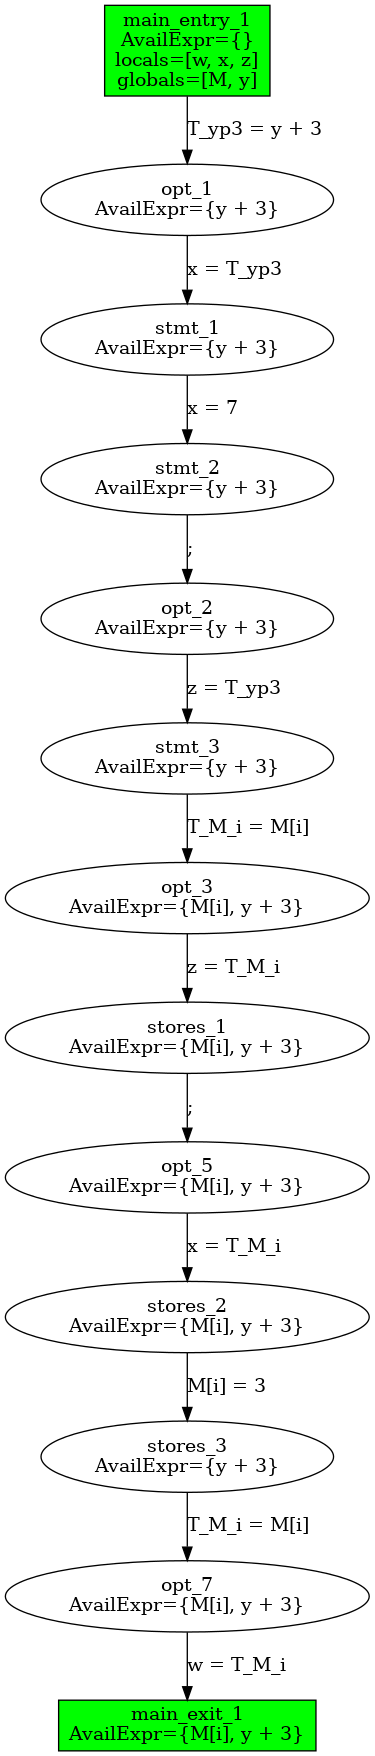 main_entry_1
AvailExpr={}
locals=[w, x, z]
globals=[M, y]
T_yp3 = y + 3
opt_1
AvailExpr={y + 3}
x = T_yp3
stmt_1
AvailExpr={y + 3}
x = 7
stmt_2
AvailExpr={y + 3}
;
opt_2
AvailExpr={y + 3}
z = T_yp3
stmt_3
AvailExpr={y + 3}
T_M_i = M[i]
opt_3
AvailExpr={M[i], y + 3}
z = T_M_i
stores_1
AvailExpr={M[i], y + 3}
;
opt_5
AvailExpr={M[i], y + 3}
x = T_M_i
stores_2
AvailExpr={M[i], y + 3}
M[i] = 3
stores_3
AvailExpr={y + 3}
T_M_i = M[i]
opt_7
AvailExpr={M[i], y + 3}
w = T_M_i
main_exit_1
AvailExpr={M[i], y + 3}